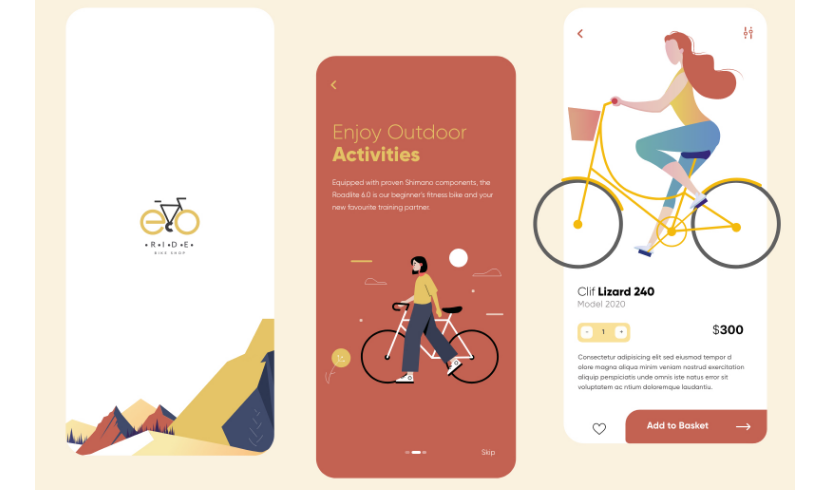 eo
•R•I•D•E•
BIKE SHOP
Enjoy Outdoor
Activities
Equipped with proven Shimano components, the
Roadlite 6.0 is our beginner's fitness bike and your
new favourite training partner.
Skip
Clif Lizard 240
Model 2020
- 1 +
$300
Consectetur adipisicing elit sed eiusmod tempor d
olore magna aliqua minim veniam nostrud exercitation
aliquip perspiciatis unde omnis iste natus error sit
voluptatem ac ntium doloremque laudantiu.
Add to Basket